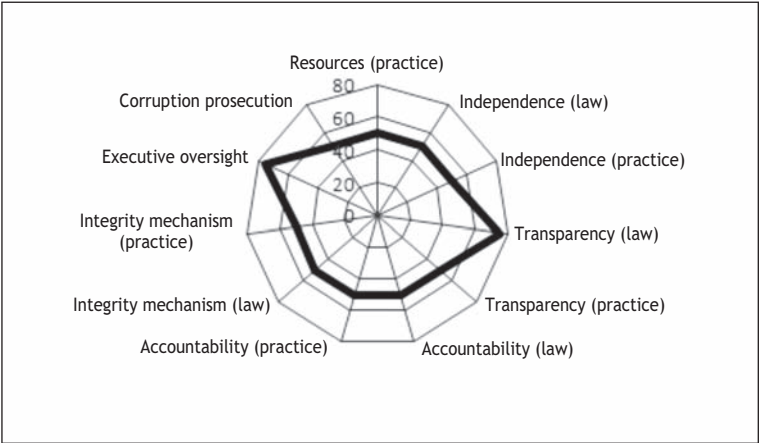 Resources (practice)
80
Corruption prosecution
Independence (law)
60
Executive oversight
40
Independence (practice)
20
Integrity mechanism
(practice)
0
Transparency (law)
Integrity mechanism (law)
Transparency (practice)
Accountability (practice)
Accountability (law)